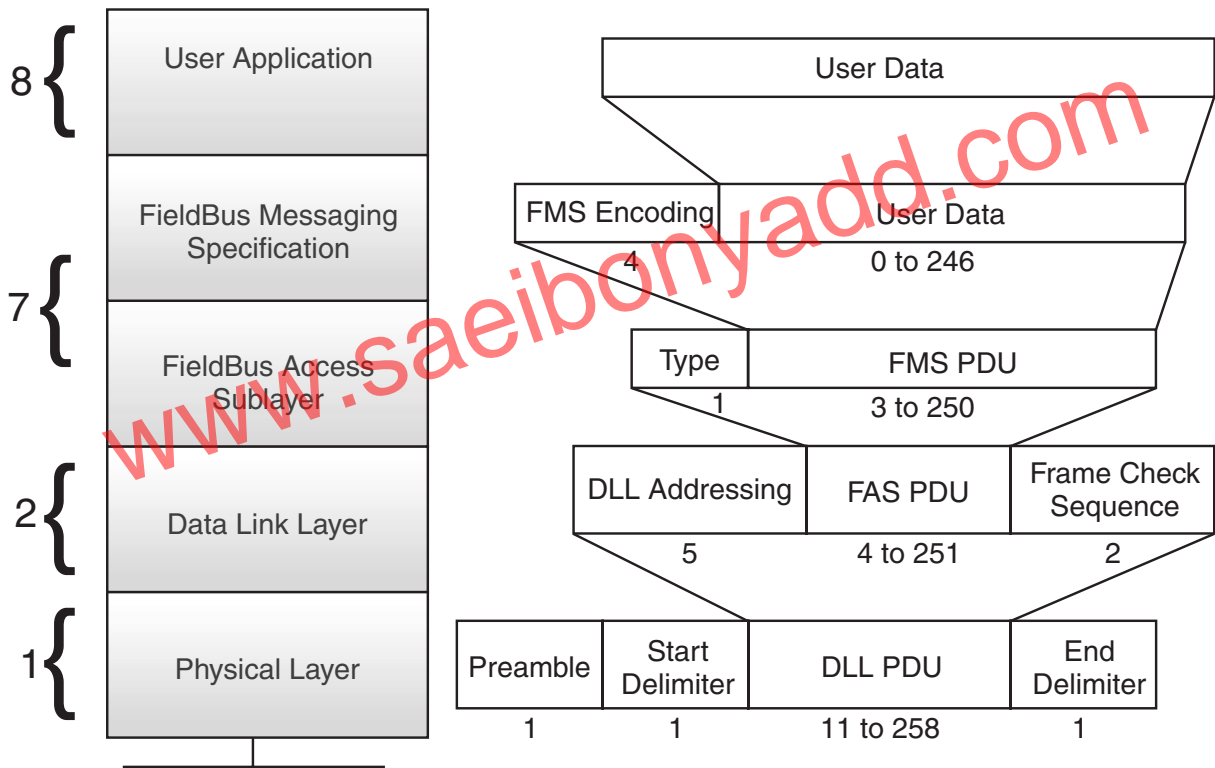 8 {
User Application
User Data
FieldBus Messaging
Specification
FMS Encoding
User Data
4
0 to 246
7 {
FieldBus Access
Sublayer
Type
FMS PDU
1
3 to 250
2 {
Data Link Layer
DLL Addressing
FAS PDU
Frame Check
Sequence
5
4 to 251
2
1 {
Physical Layer
Preamble
Start
Delimiter
DLL PDU
End
Delimiter
1
1
11 to 258
1
www.saeibonyadd.com